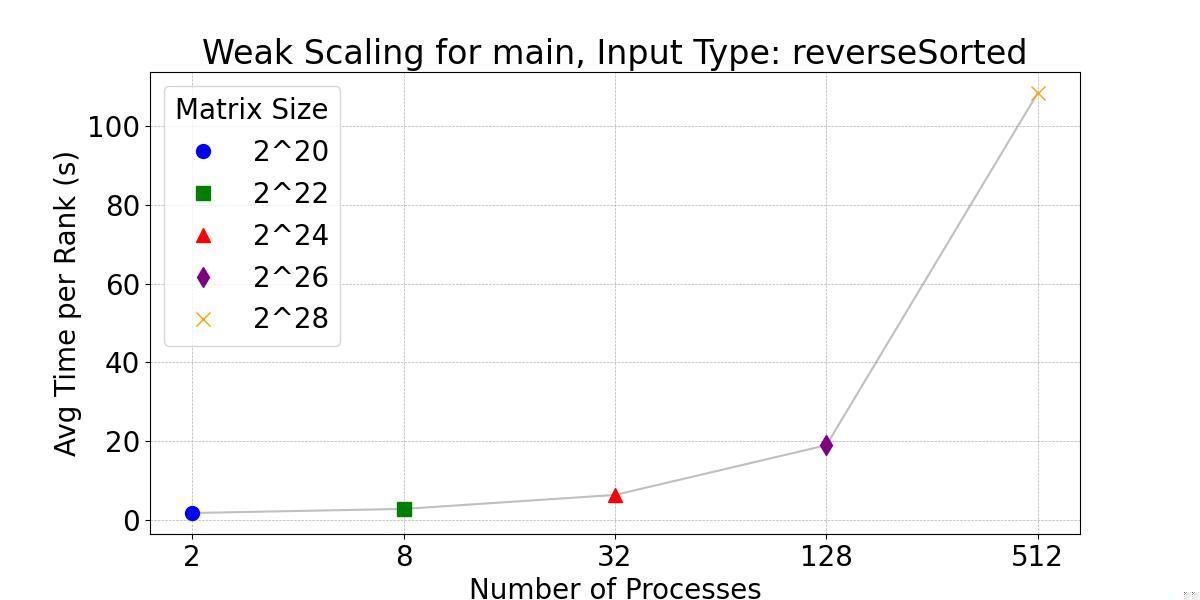 Weak Scaling for main, Input Type: reverseSorted
Avg Time per Rank (s)
100
80
60
40
20
0
Matrix Size
2^20
2^22
2^24
2^26
2^28
2 8 32 128 512
Number of Processes